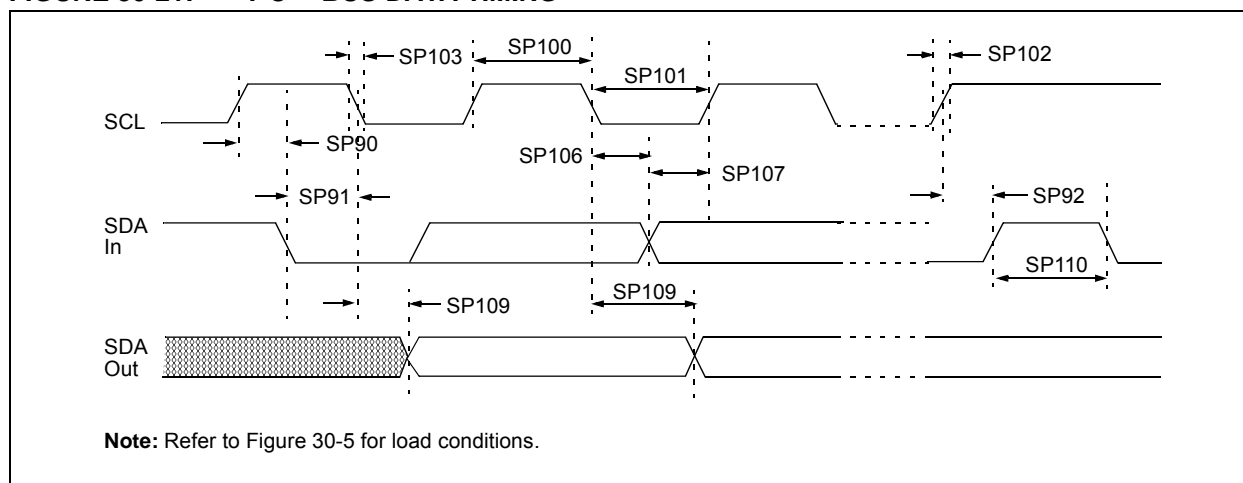 SP103
SP100
SP102
SP101
SCL
SP90
SP106
SP107
SP91
SP92
SDA
In
SP110
SP109
SP109
SDA
Out
Note: Refer to Figure 30-5 for load conditions.